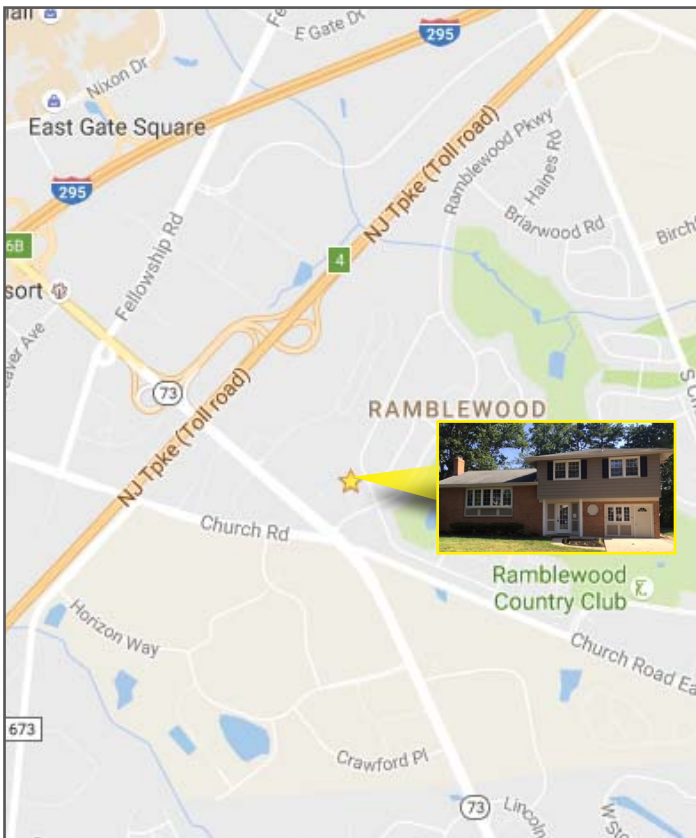 E Gate Dr
295
Nixon Dr
East Gate Square
295
Ramblewood Pkwy
Haines Rd
NJ Tpke (Toll road)
Briarwood Rd
Fellowship Rd
6B
4
sort
73
RAMBLEWOOD
NJ Tpke (Toll road)
Church Rd
Ramblewood
Country Club
Horizon Way
Church Road Ea
673
Crawford Pl
73
Lincoln